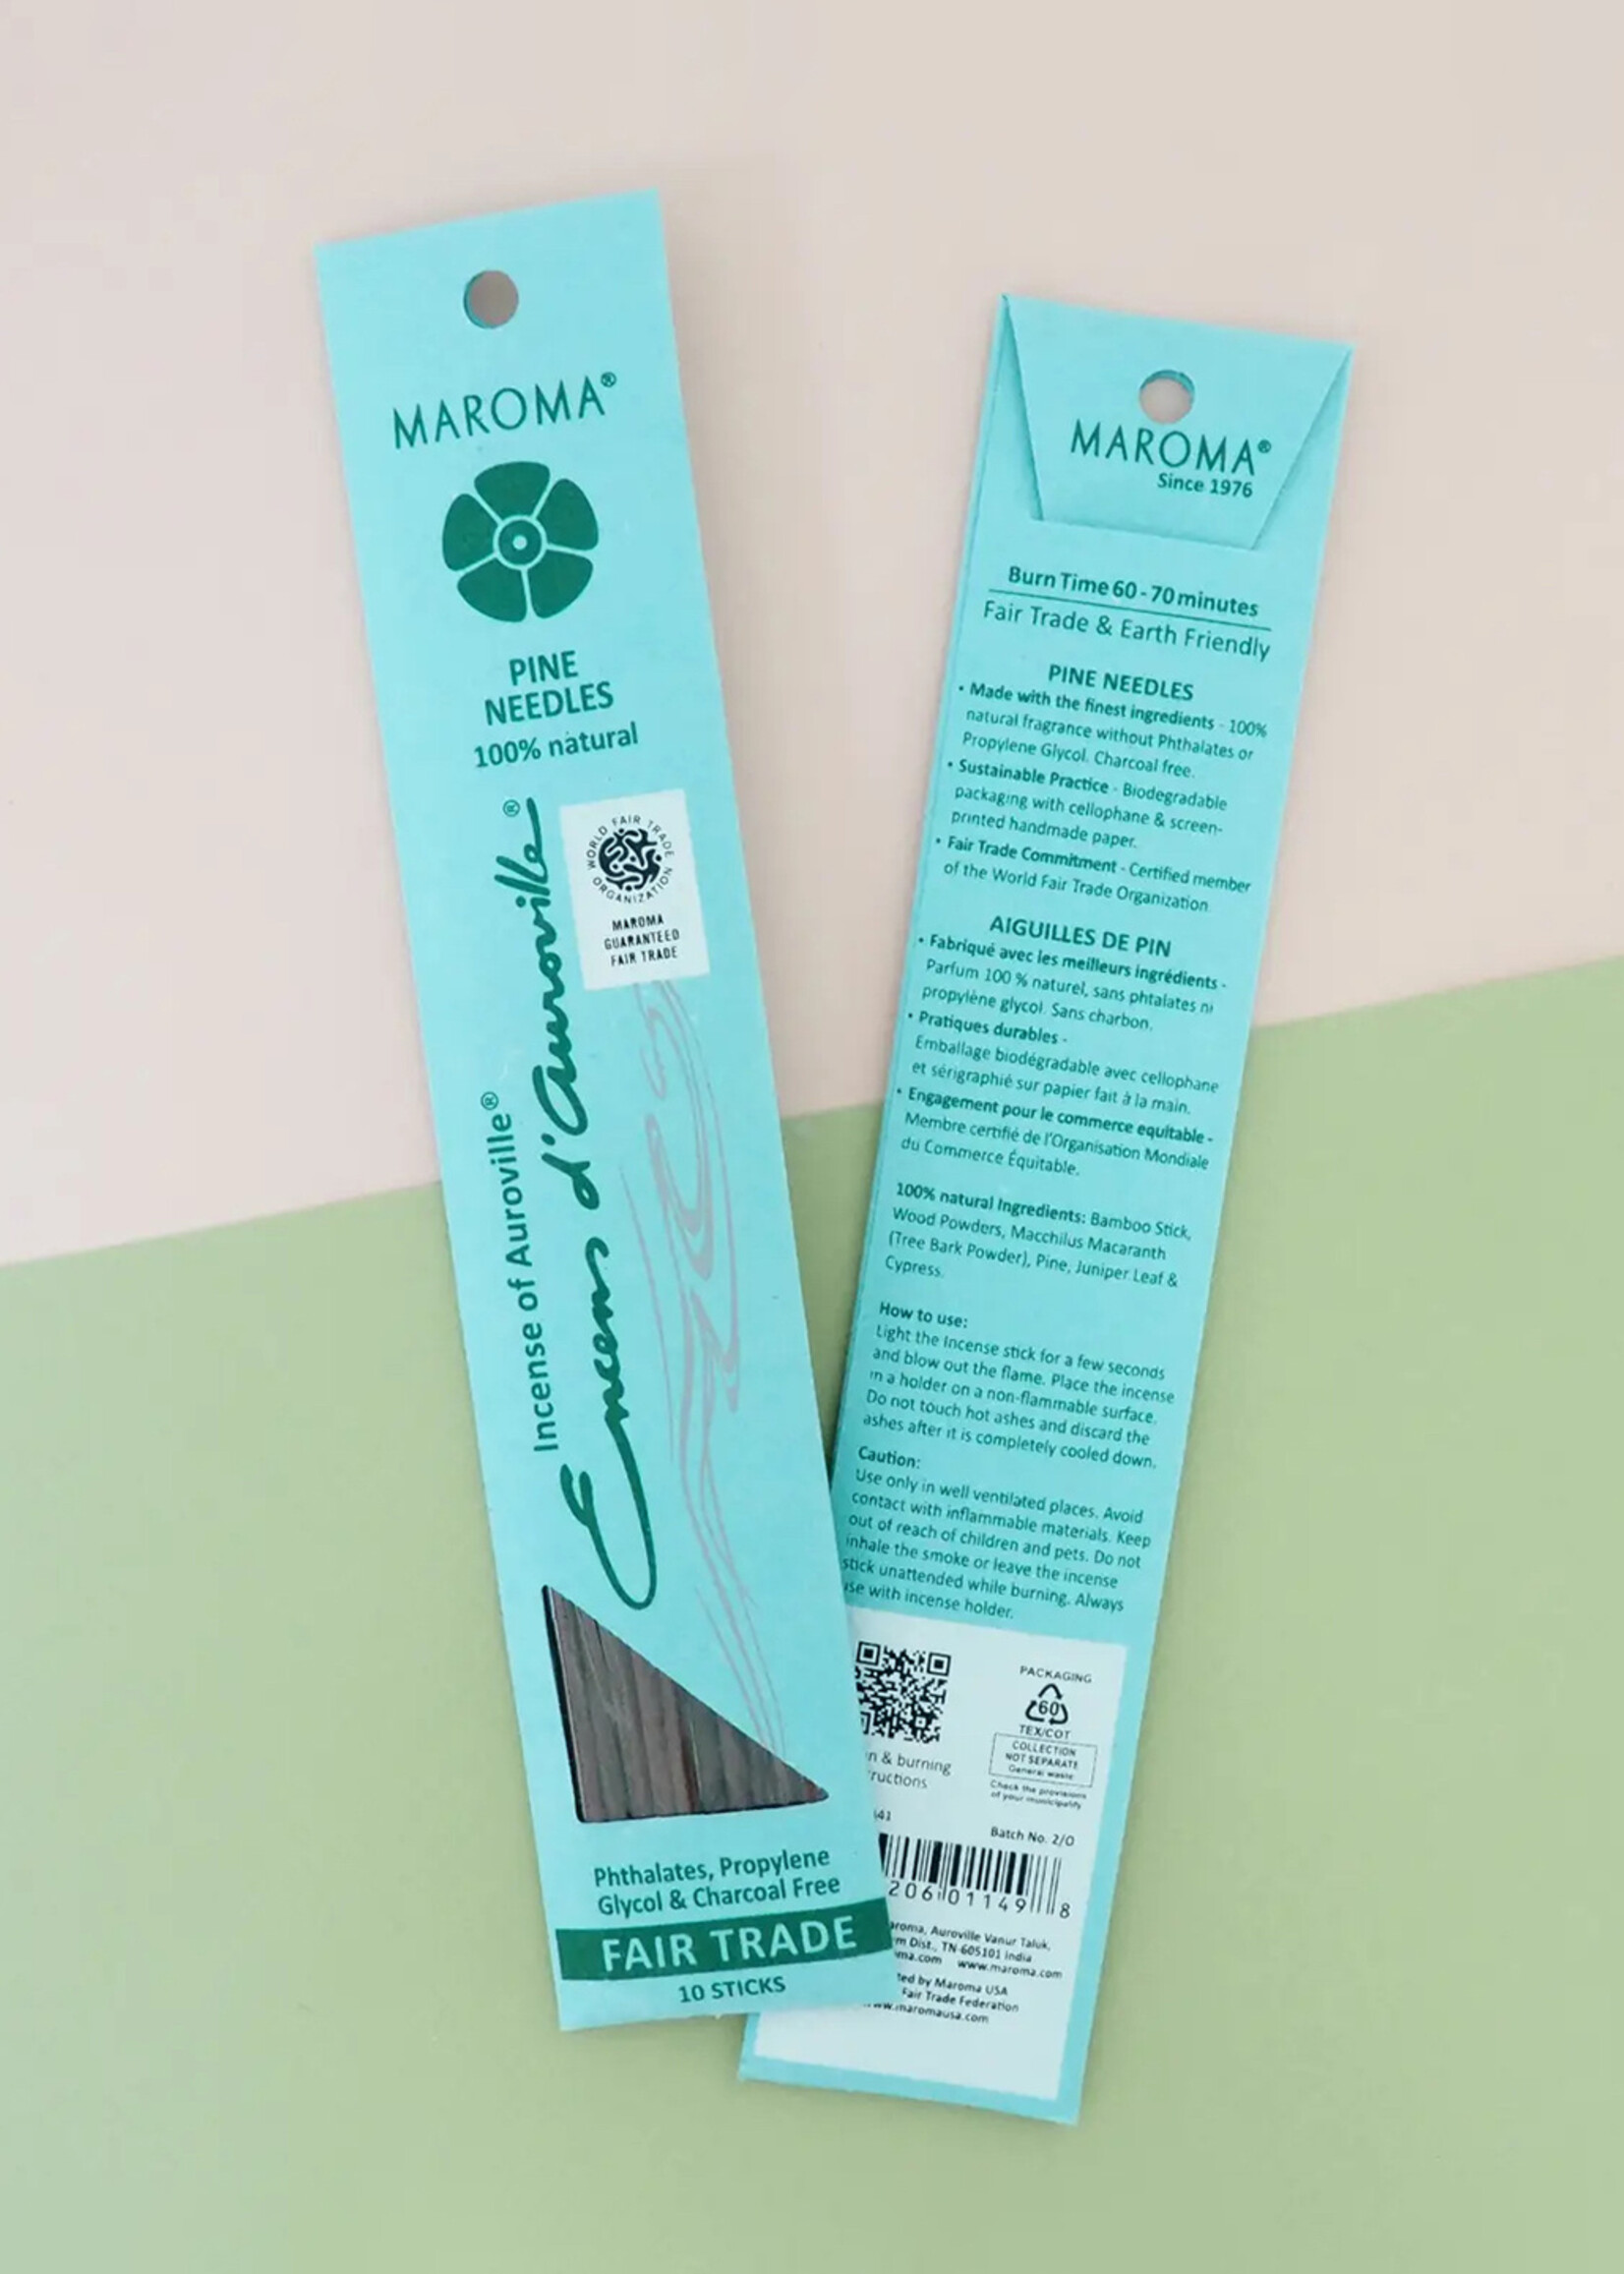 MAROMA®
PINE
NEEDLES
100% natural
Incense of Auroville®
Encens d'Auroville®
WORLD FAIR TRADE ORGANIZATION
MAROMA
GUARANTEED
FAIR TRADE
Phthalates, Propylene
Glycol & Charcoal Free
FAIR TRADE
10 STICKS
MAROMA®
Since 1976
Burn Time 60 - 70 minutes
Fair Trade & Earth Friendly
PINE NEEDLES
• Made with the finest ingredients - 100%
natural fragrance without Phthalates or
Propylene Glycol. Charcoal free.
• Sustainable Practice - Biodegradable
packaging with cellophane & screen-
printed handmade paper.
• Fair Trade Commitment - Certified member
of the World Fair Trade Organization.
AIGUILLES DE PIN
• Fabriqué avec les meilleurs ingrédients -
Parfum 100 % naturel, sans phtalates ni
propylène glycol. Sans charbon.
• Pratiques durables -
Emballage biodégradable avec cellophane
et sérigraphié sur papier fait à la main.
• Engagement pour le commerce equitable -
Membre certifié de l'Organisation Mondiale
du Commerce Équitable.
100% natural Ingredients: Bamboo Stick,
Wood Powders, Macchilus Macaranth
(Tree Bark Powder), Pine, Juniper Leaf &
Cypress.
How to use:
Light the Incense stick for a few seconds
and blow out the flame. Place the incense
in a holder on a non-flammable surface.
Do not touch hot ashes and discard the
ashes after it is completely cooled down.
Caution:
Use only in well ventilated places. Avoid
contact with inflammable materials. Keep
out of reach of children and pets. Do not
inhale the smoke or leave the incense
stick unattended while burning. Always
use with incense holder.
PACKAGING
60
TEX/COT
COLLECTION
NOT SEPARATE
General waste
Check the provisions
of your municipality
& burning
Batch No. 2/0
206 01149 8
Auroville Vanur Taluk,
Dist., TN-605101 India
www.maroma.com
by Maroma USA
Fair Trade Federation
www.maromausa.com